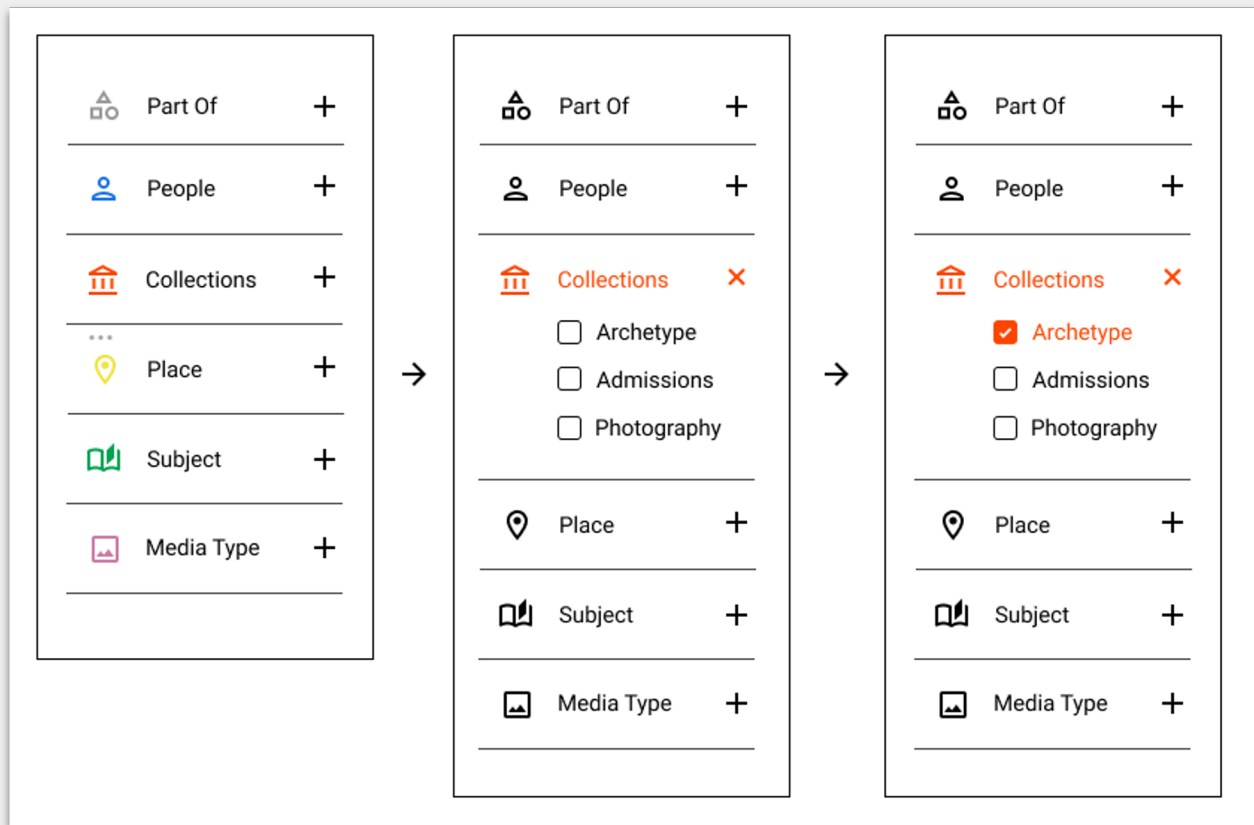 Part Of
People
Collections
Place
Subject
Media Type
Part Of
People
Collections
Archetype
Admissions
Photography
Place
Subject
Media Type
Part Of
People
Collections
Archetype
Admissions
Photography
Place
Subject
Media Type